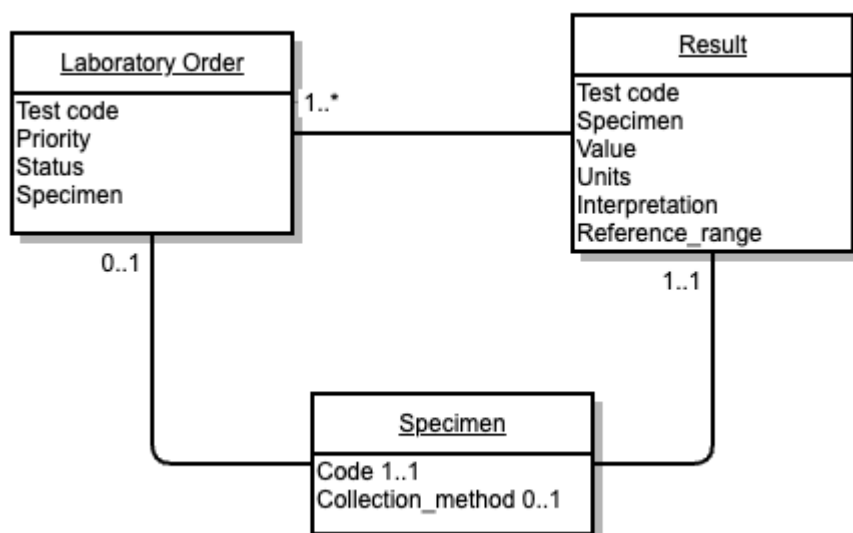 Laboratory Order
Test code
Priority
Status
Specimen
1..*
Result
Test code
Specimen
Value
Units
Interpretation
Reference_range
0..1
1..1
Specimen
Code 1..1
Collection_method 0..1